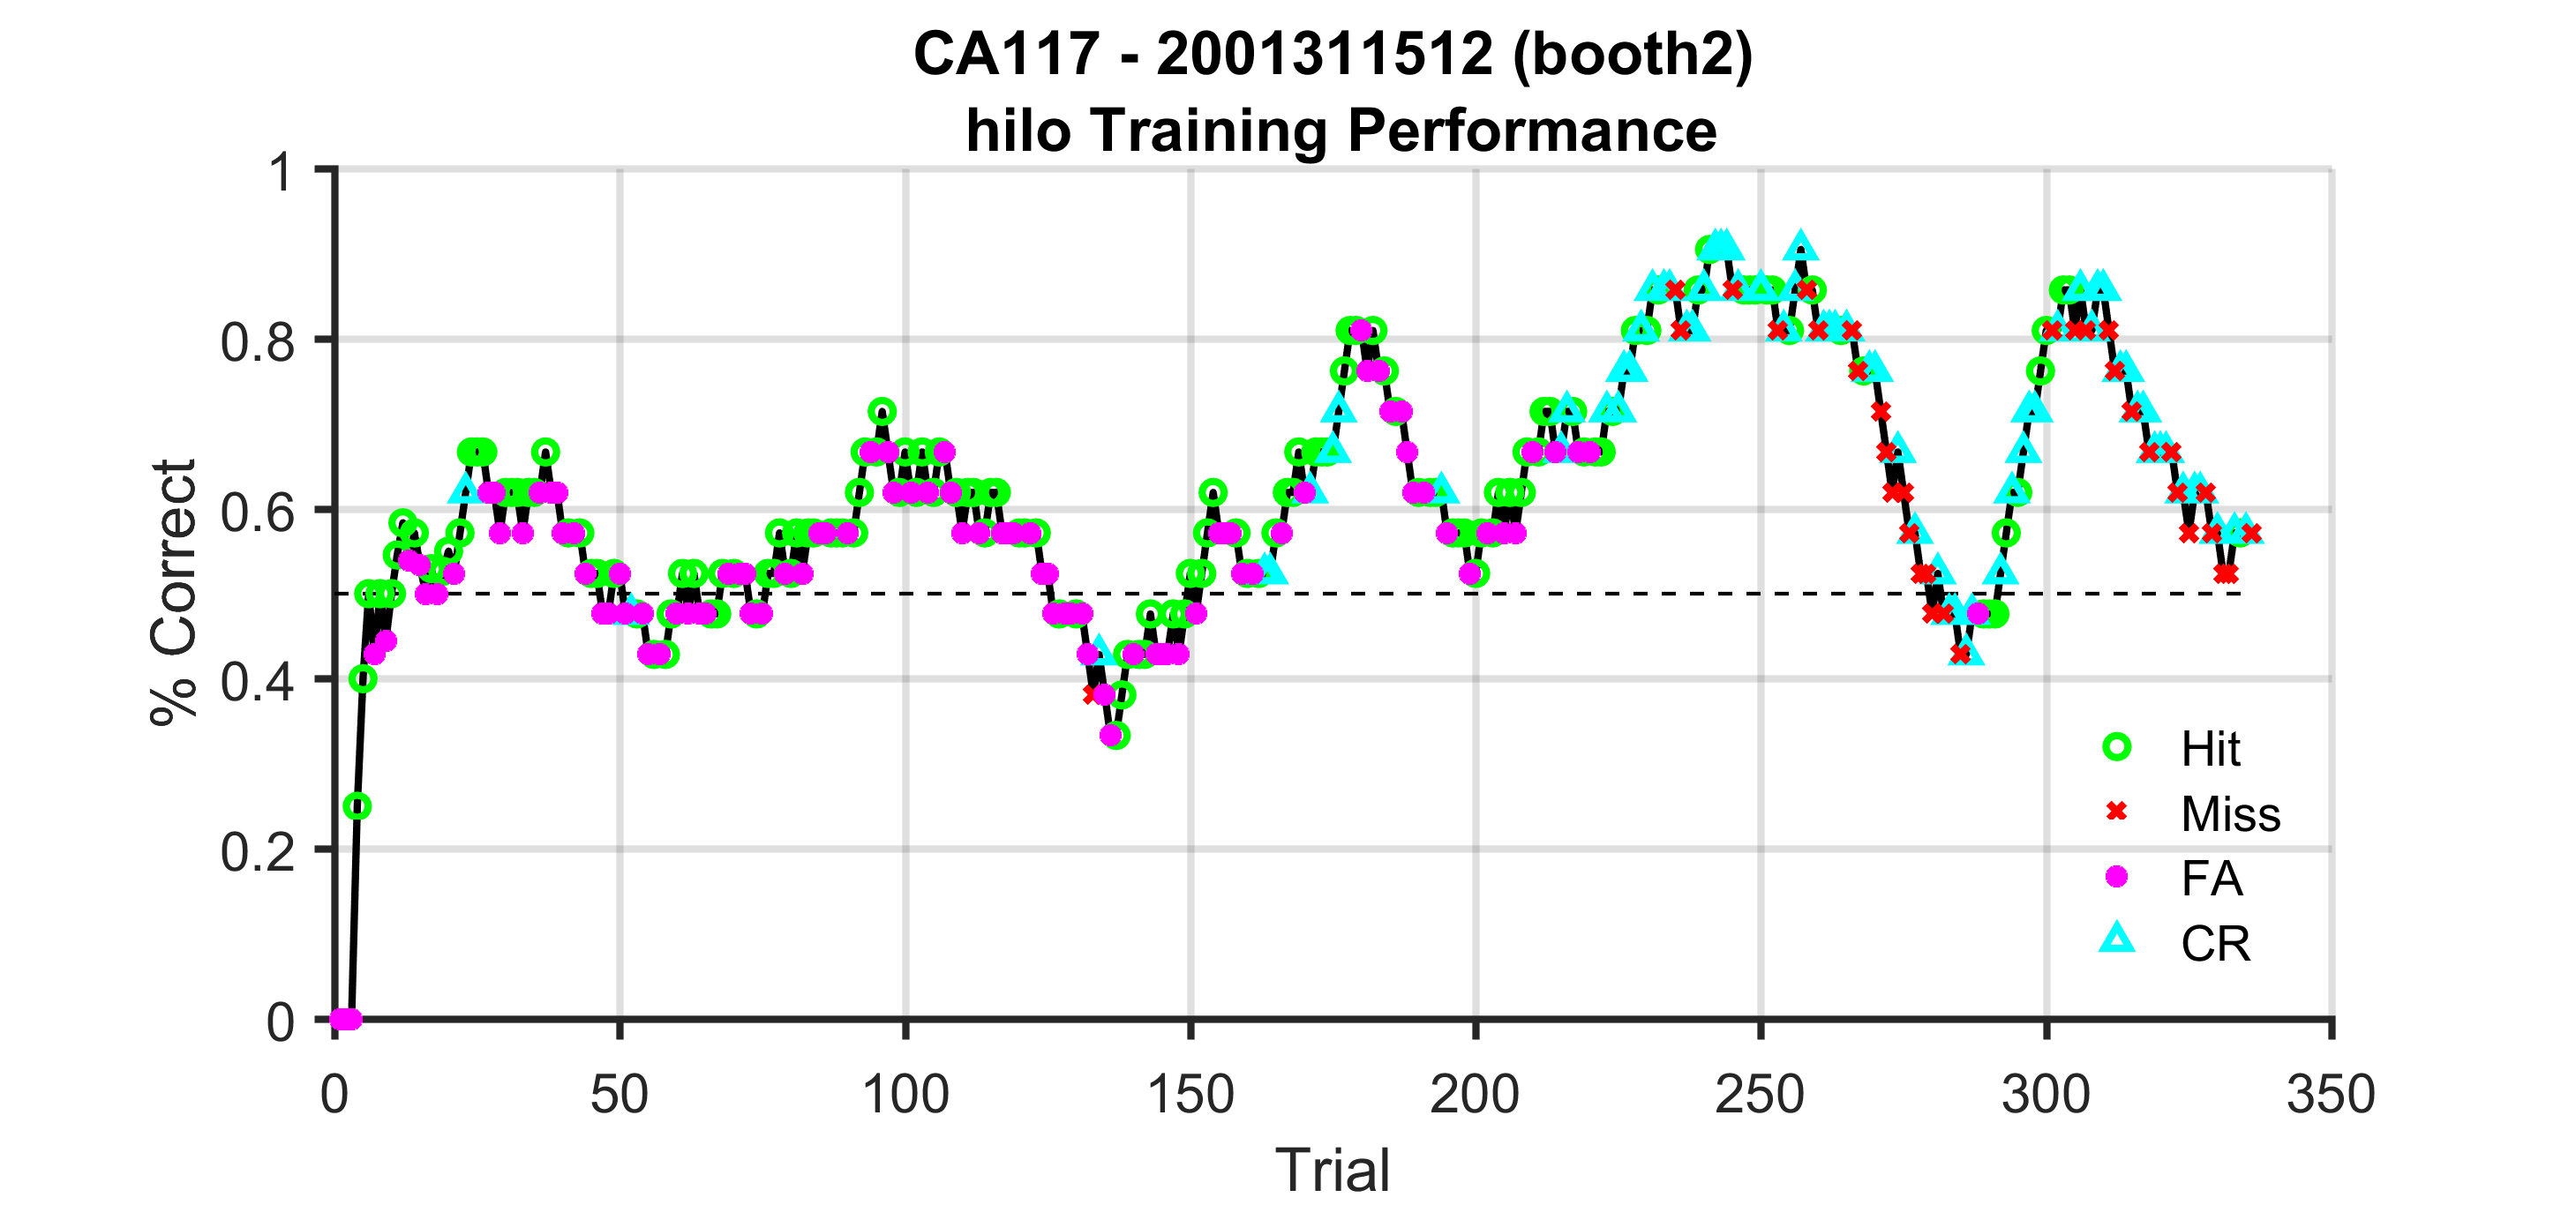 CA117 - 2001311512 (booth2)
hilo Training Performance
1
0.8
0.6
0.4
0.2
0
% Correct
0 50 100 150 200 250 300 350
Trial
Hit
Miss
FA
CR